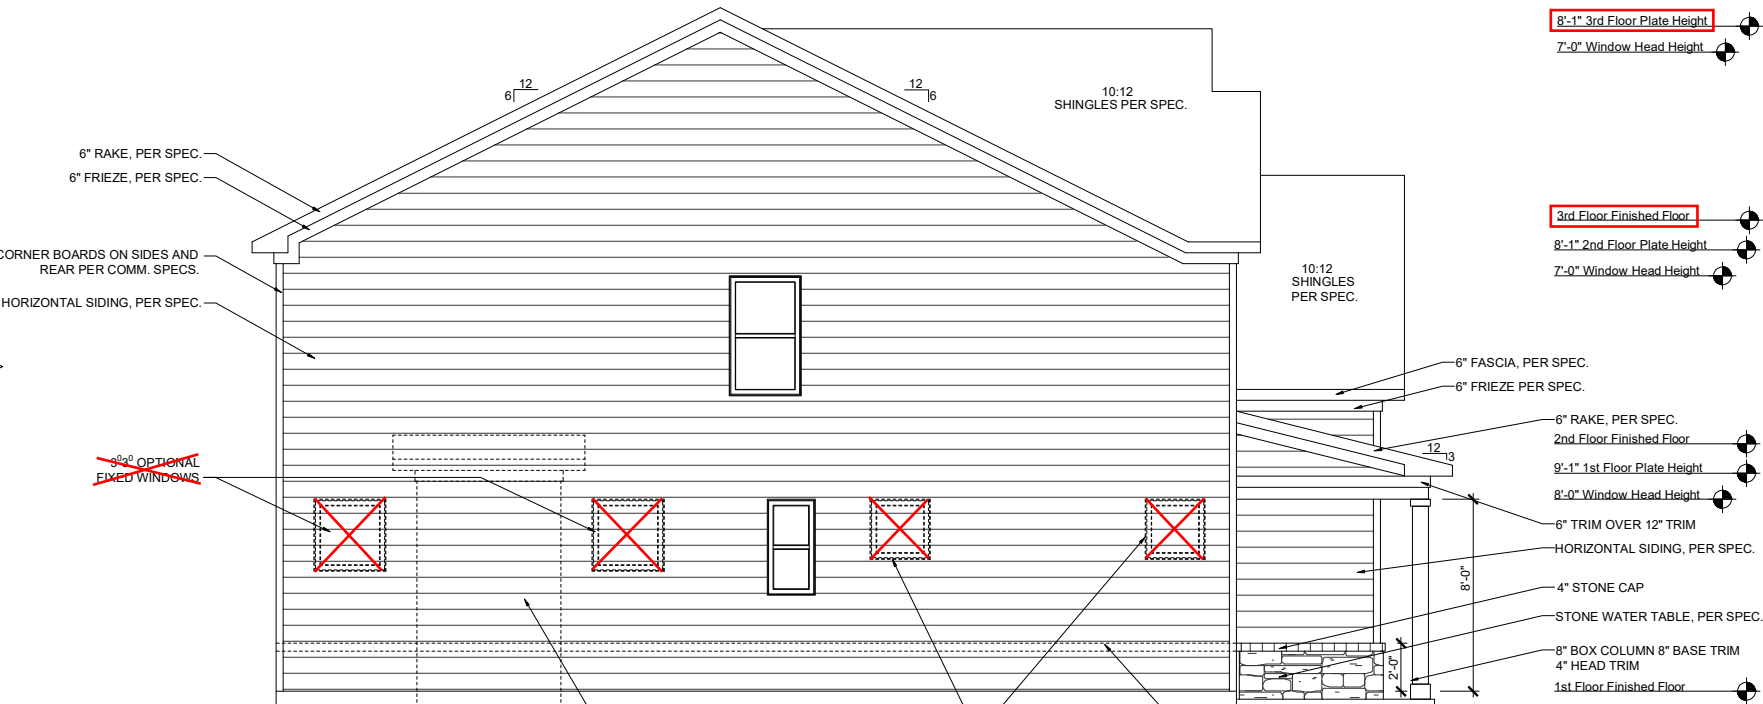 8'-1" 3rd Floor Plate Height
7'-0" Window Head Height
12
6
12
6
10:12
SHINGLES PER SPEC.
6" RAKE, PER SPEC.
6" FRIEZE, PER SPEC.
3rd Floor Finished Floor
8'-1" 2nd Floor Plate Height
7'-0" Window Head Height
CORNER BOARDS ON SIDES AND
REAR PER COMM. SPECS.
HORIZONTAL SIDING, PER SPEC.
10:12
SHINGLES
PER SPEC.
6" FASCIA, PER SPEC.
6" FRIEZE PER SPEC.
6" RAKE, PER SPEC.
2nd Floor Finished Floor
12
3
9'-1" 1st Floor Plate Height
8'-0" Window Head Height
3⁰3⁰ OPTIONAL
FIXED WINDOWS
6" TRIM OVER 12" TRIM
HORIZONTAL SIDING, PER SPEC.
8'-0"
4" STONE CAP
STONE WATER TABLE, PER SPEC.
2'-0"
8" BOX COLUMN 8" BASE TRIM
4" HEAD TRIM
1st Floor Finished Floor